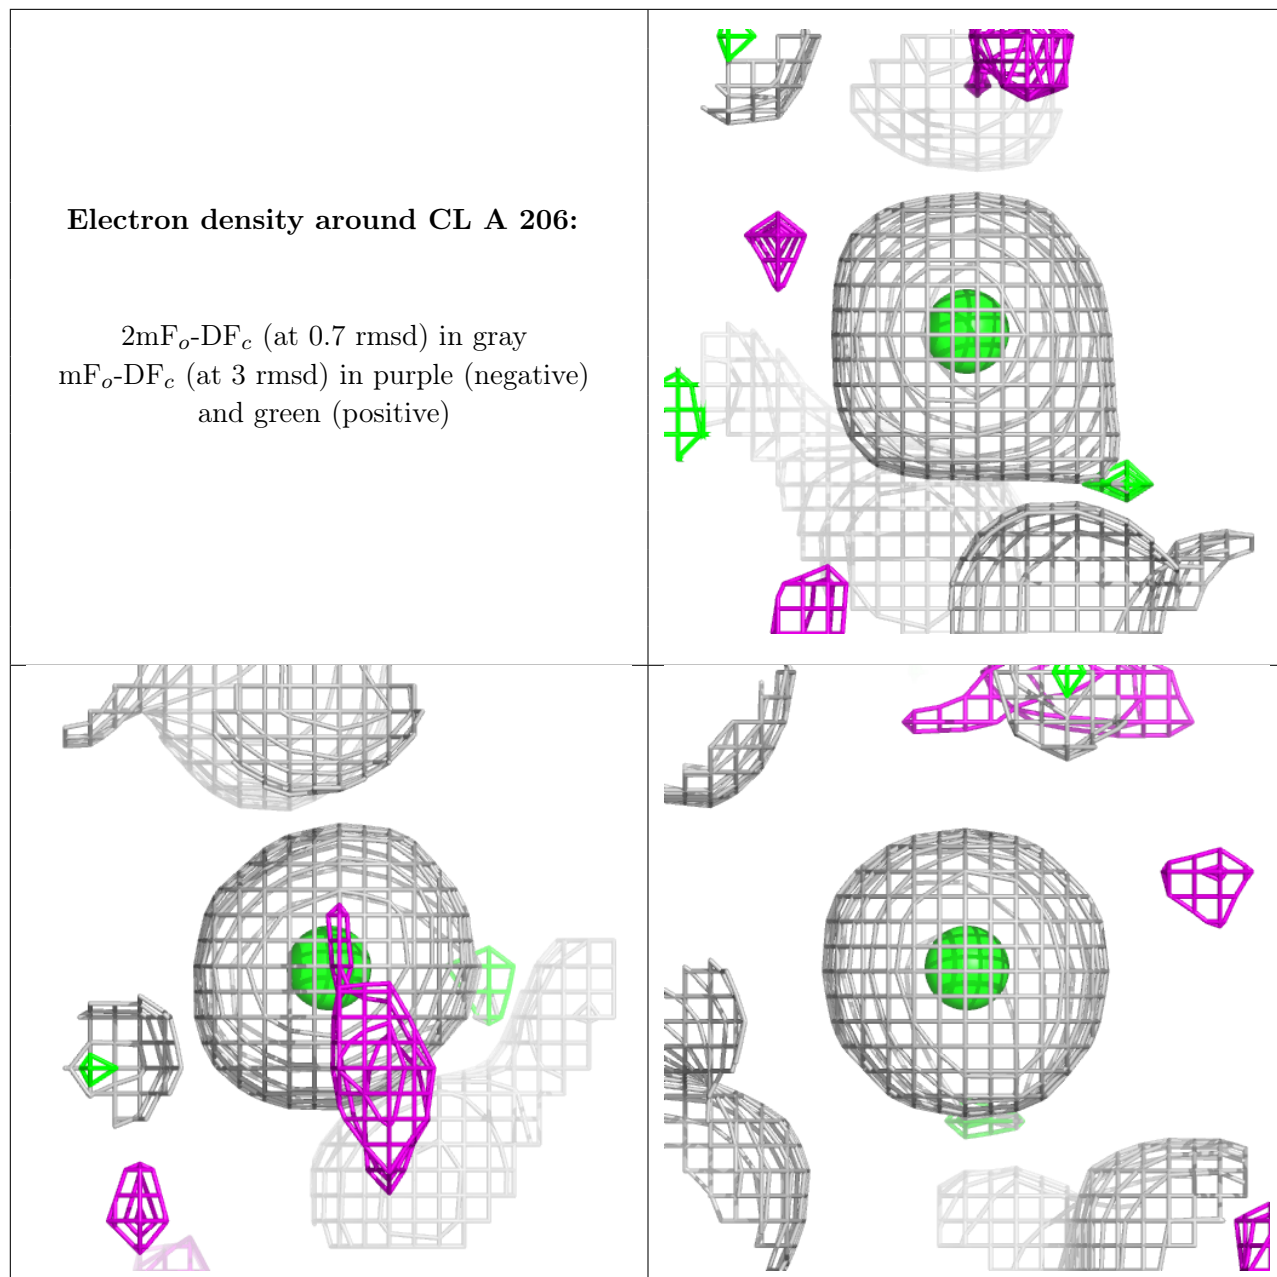 Electron density around CL A 206:
2mFo-DFc (at 0.7 rmsd) in gray
mFo-DFc (at 3 rmsd) in purple (negative)
and green (positive)